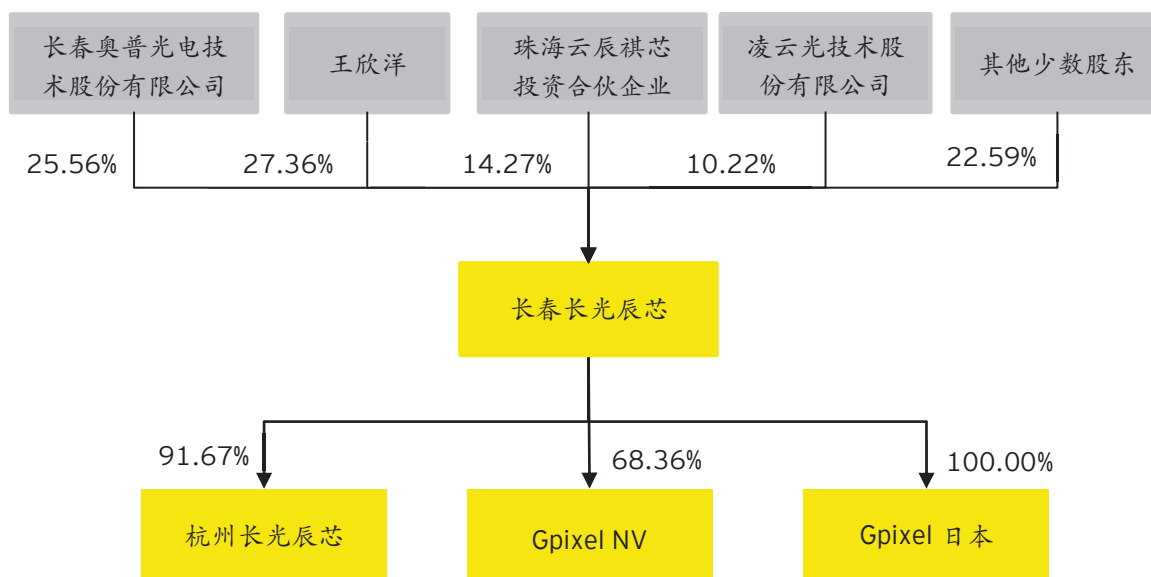 长春奥普光电技
术股份有限公司
王欣洋
珠海云辰祺芯
投资合伙企业
凌云光技术股
份有限公司
其他少数股东
25.56%
27.36%
14.27%
10.22%
22.59%
长春长光辰芯
91.67%
68.36%
100.00%
杭州长光辰芯
Gpixel NV
Gpixel 日本